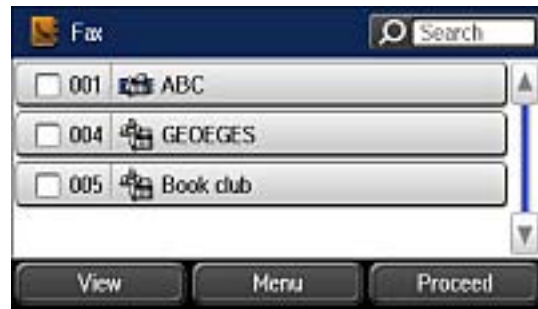 Fax Search
001 ABC
004 GEOEGES
005 Book club
View Menu Proceed